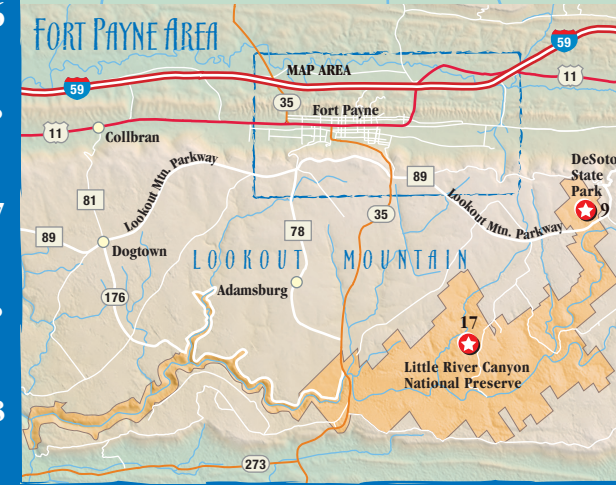 FORT PAYNE AREA
59
MAP AREA
59
11
35
Fort Payne
11
Collbran
DeSoto
State
Park
9
Lookout Mtn. Parkway
89
81
Lookout Mtn. Parkway
35
89
78
Dogtown
LOOKOUT MOUNTAIN
176
Adamsburg
17
Little River Canyon
National Preserve
273